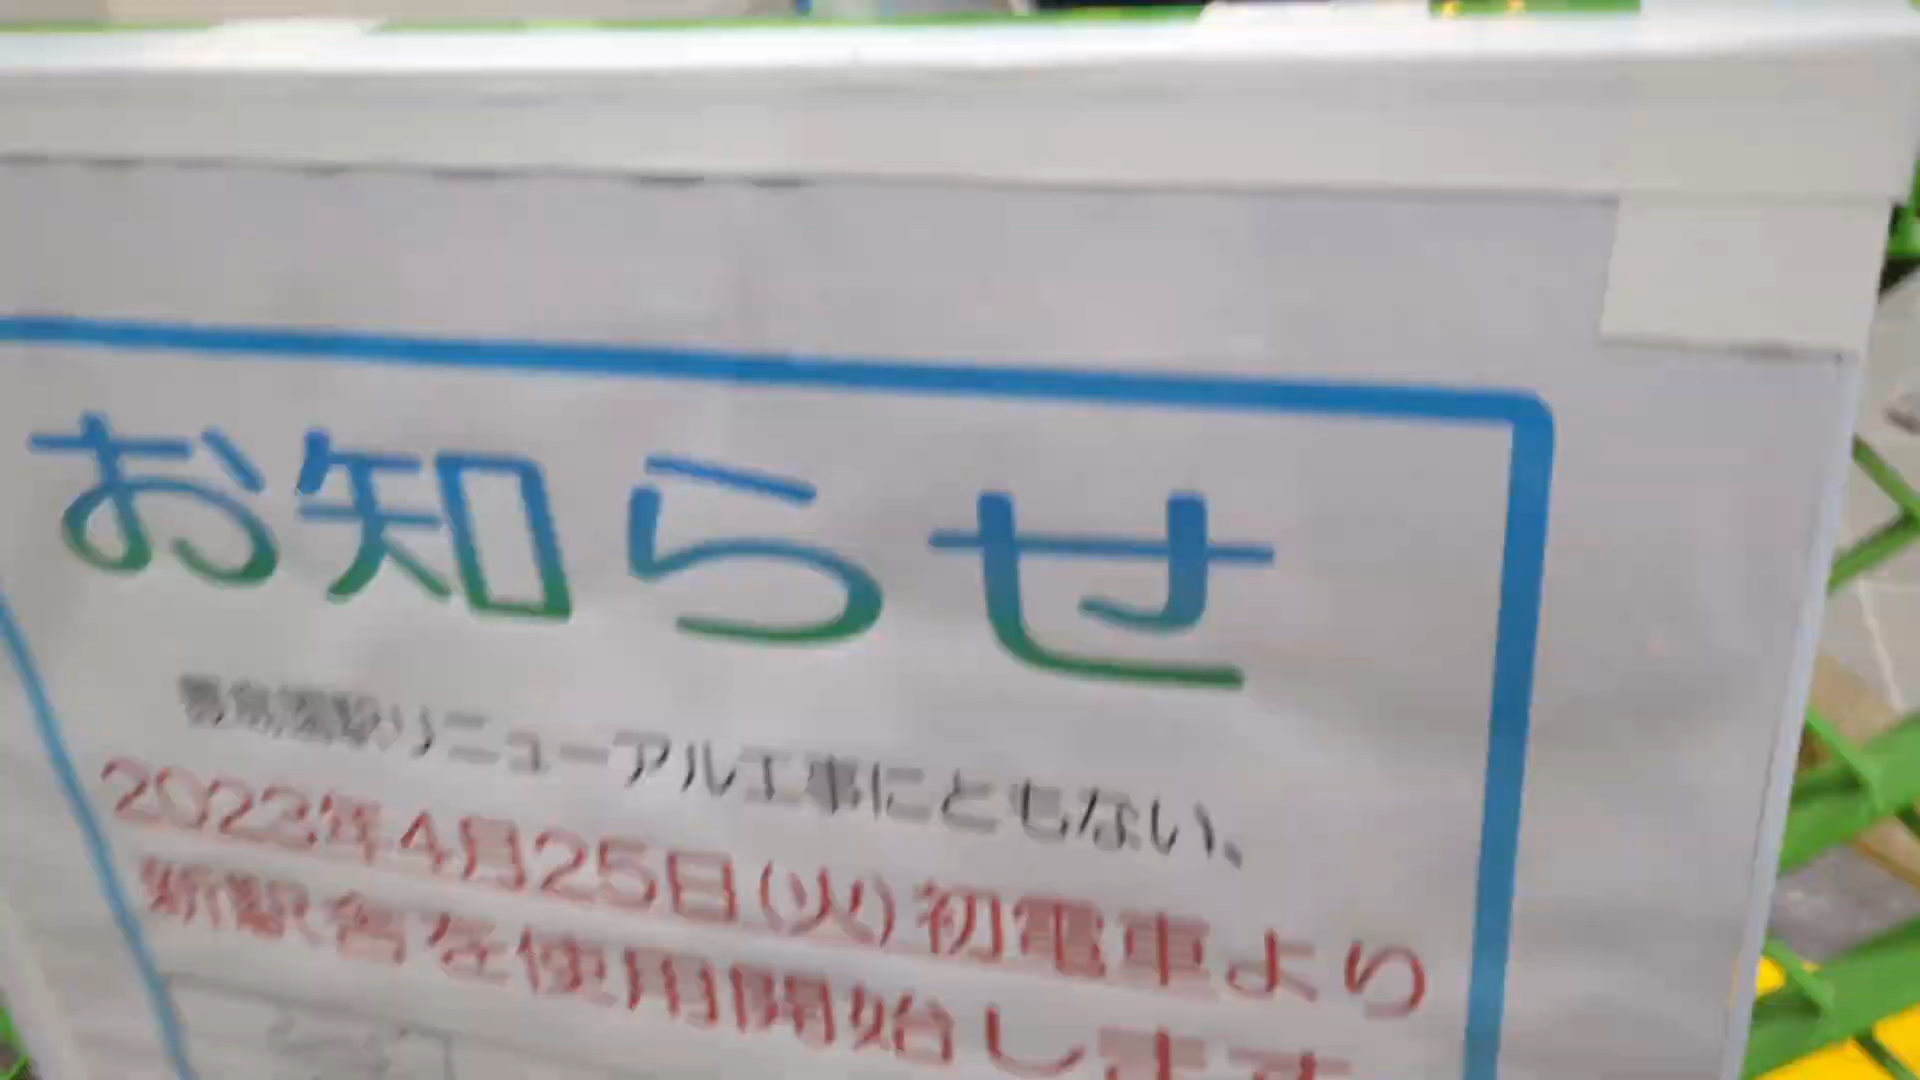 お知らせ
リニューアル工事にともない、
2023年4月25日(火)初電車より
新駅舎を使用開始します